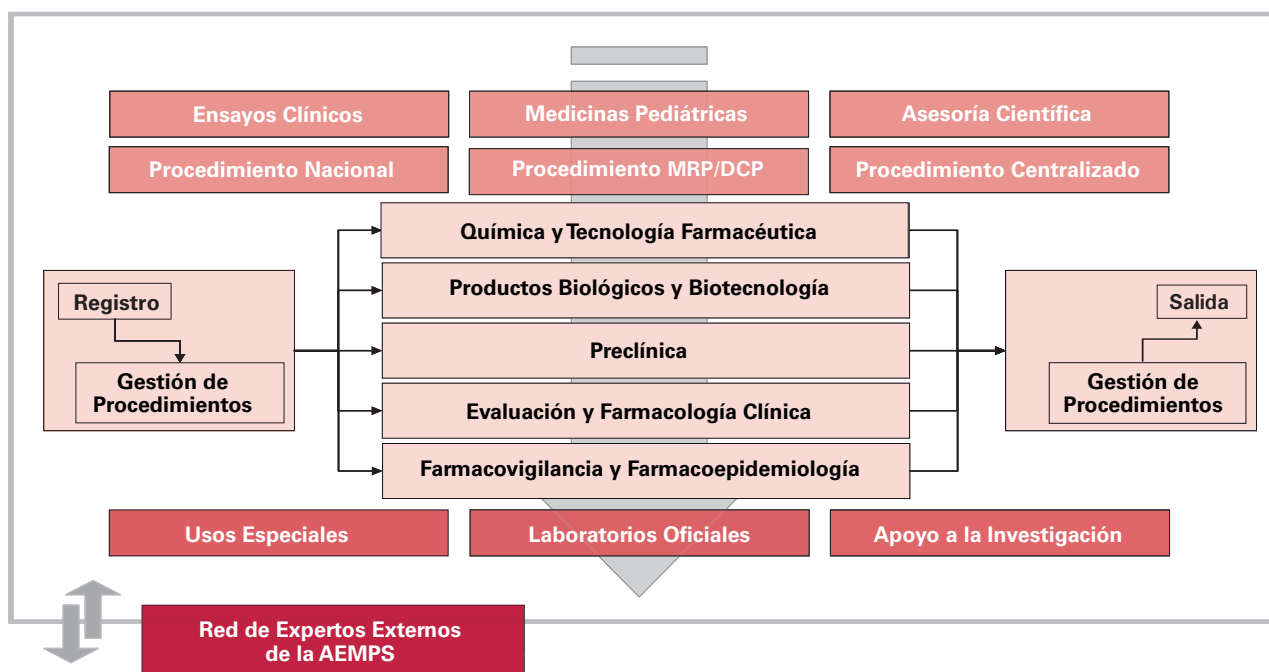 Ensayos Clínicos
Medicinas Pediátricas
Asesoría Científica
Procedimiento Nacional
Procedimiento MRP/DCP
Procedimiento Centralizado
Química y Tecnología Farmacéutica
Productos Biológicos y Biotecnología
Preclínica
Evaluación y Farmacología Clínica
Farmacovigilancia y Farmacoepidemiología
Registro
Gestión de
Procedimientos
Salida
Gestión de
Procedimientos
Usos Especiales
Laboratorios Oficiales
Apoyo a la Investigación
Red de Expertos Externos
de la AEMPS